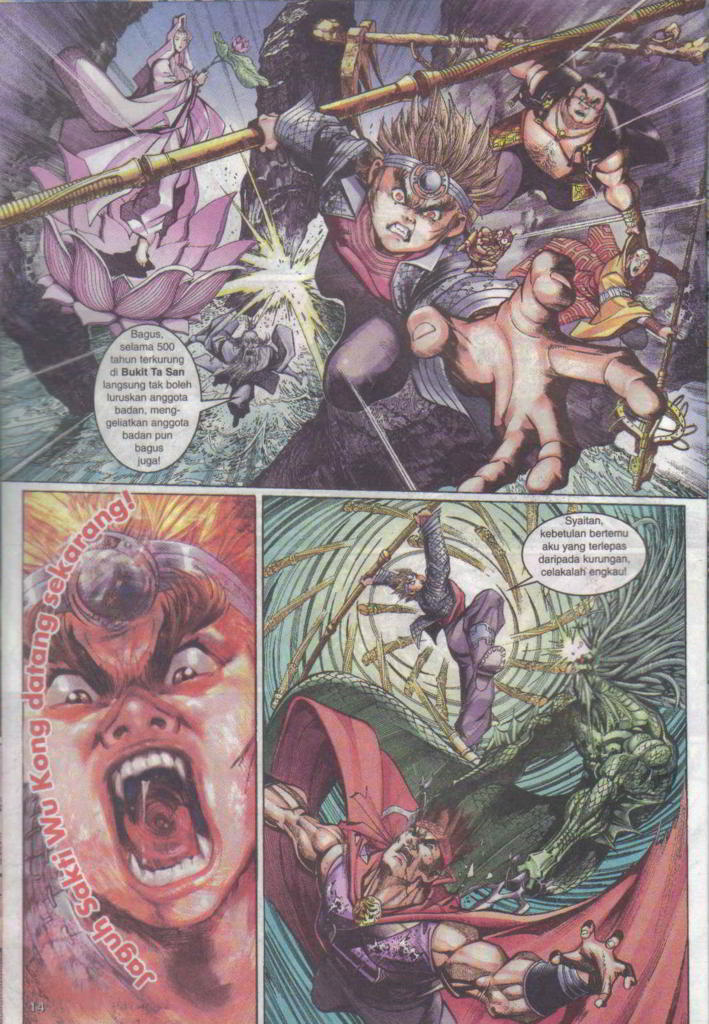 Bagus,
selama 500
tahun terkurung
di Bukit Ta San
langsung tak boleh
luruskan anggota
badan, meng-
geliatkan anggota
badan pun
bagus
juga!
Jaguh Sakti Wu Kong datang sekarang!
Syaitan,
kebetulan bertemu
aku yang terlepas
daripada kurungan,
celakalah engkau!
14